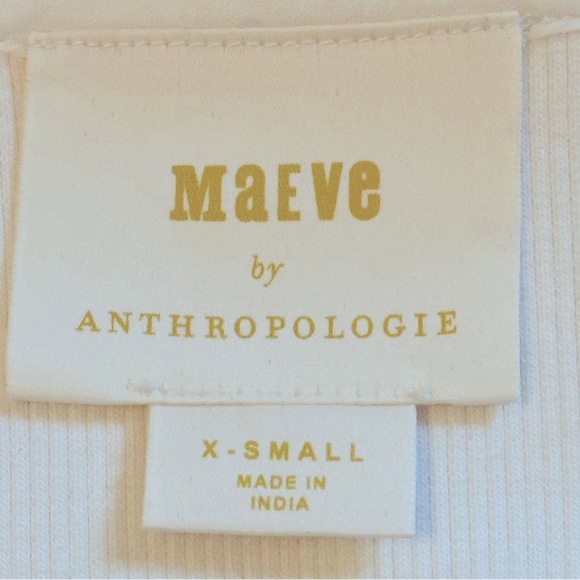 MaEve
by
ANTHROPOLOGIE
X-SMALL
MADE IN
INDIA